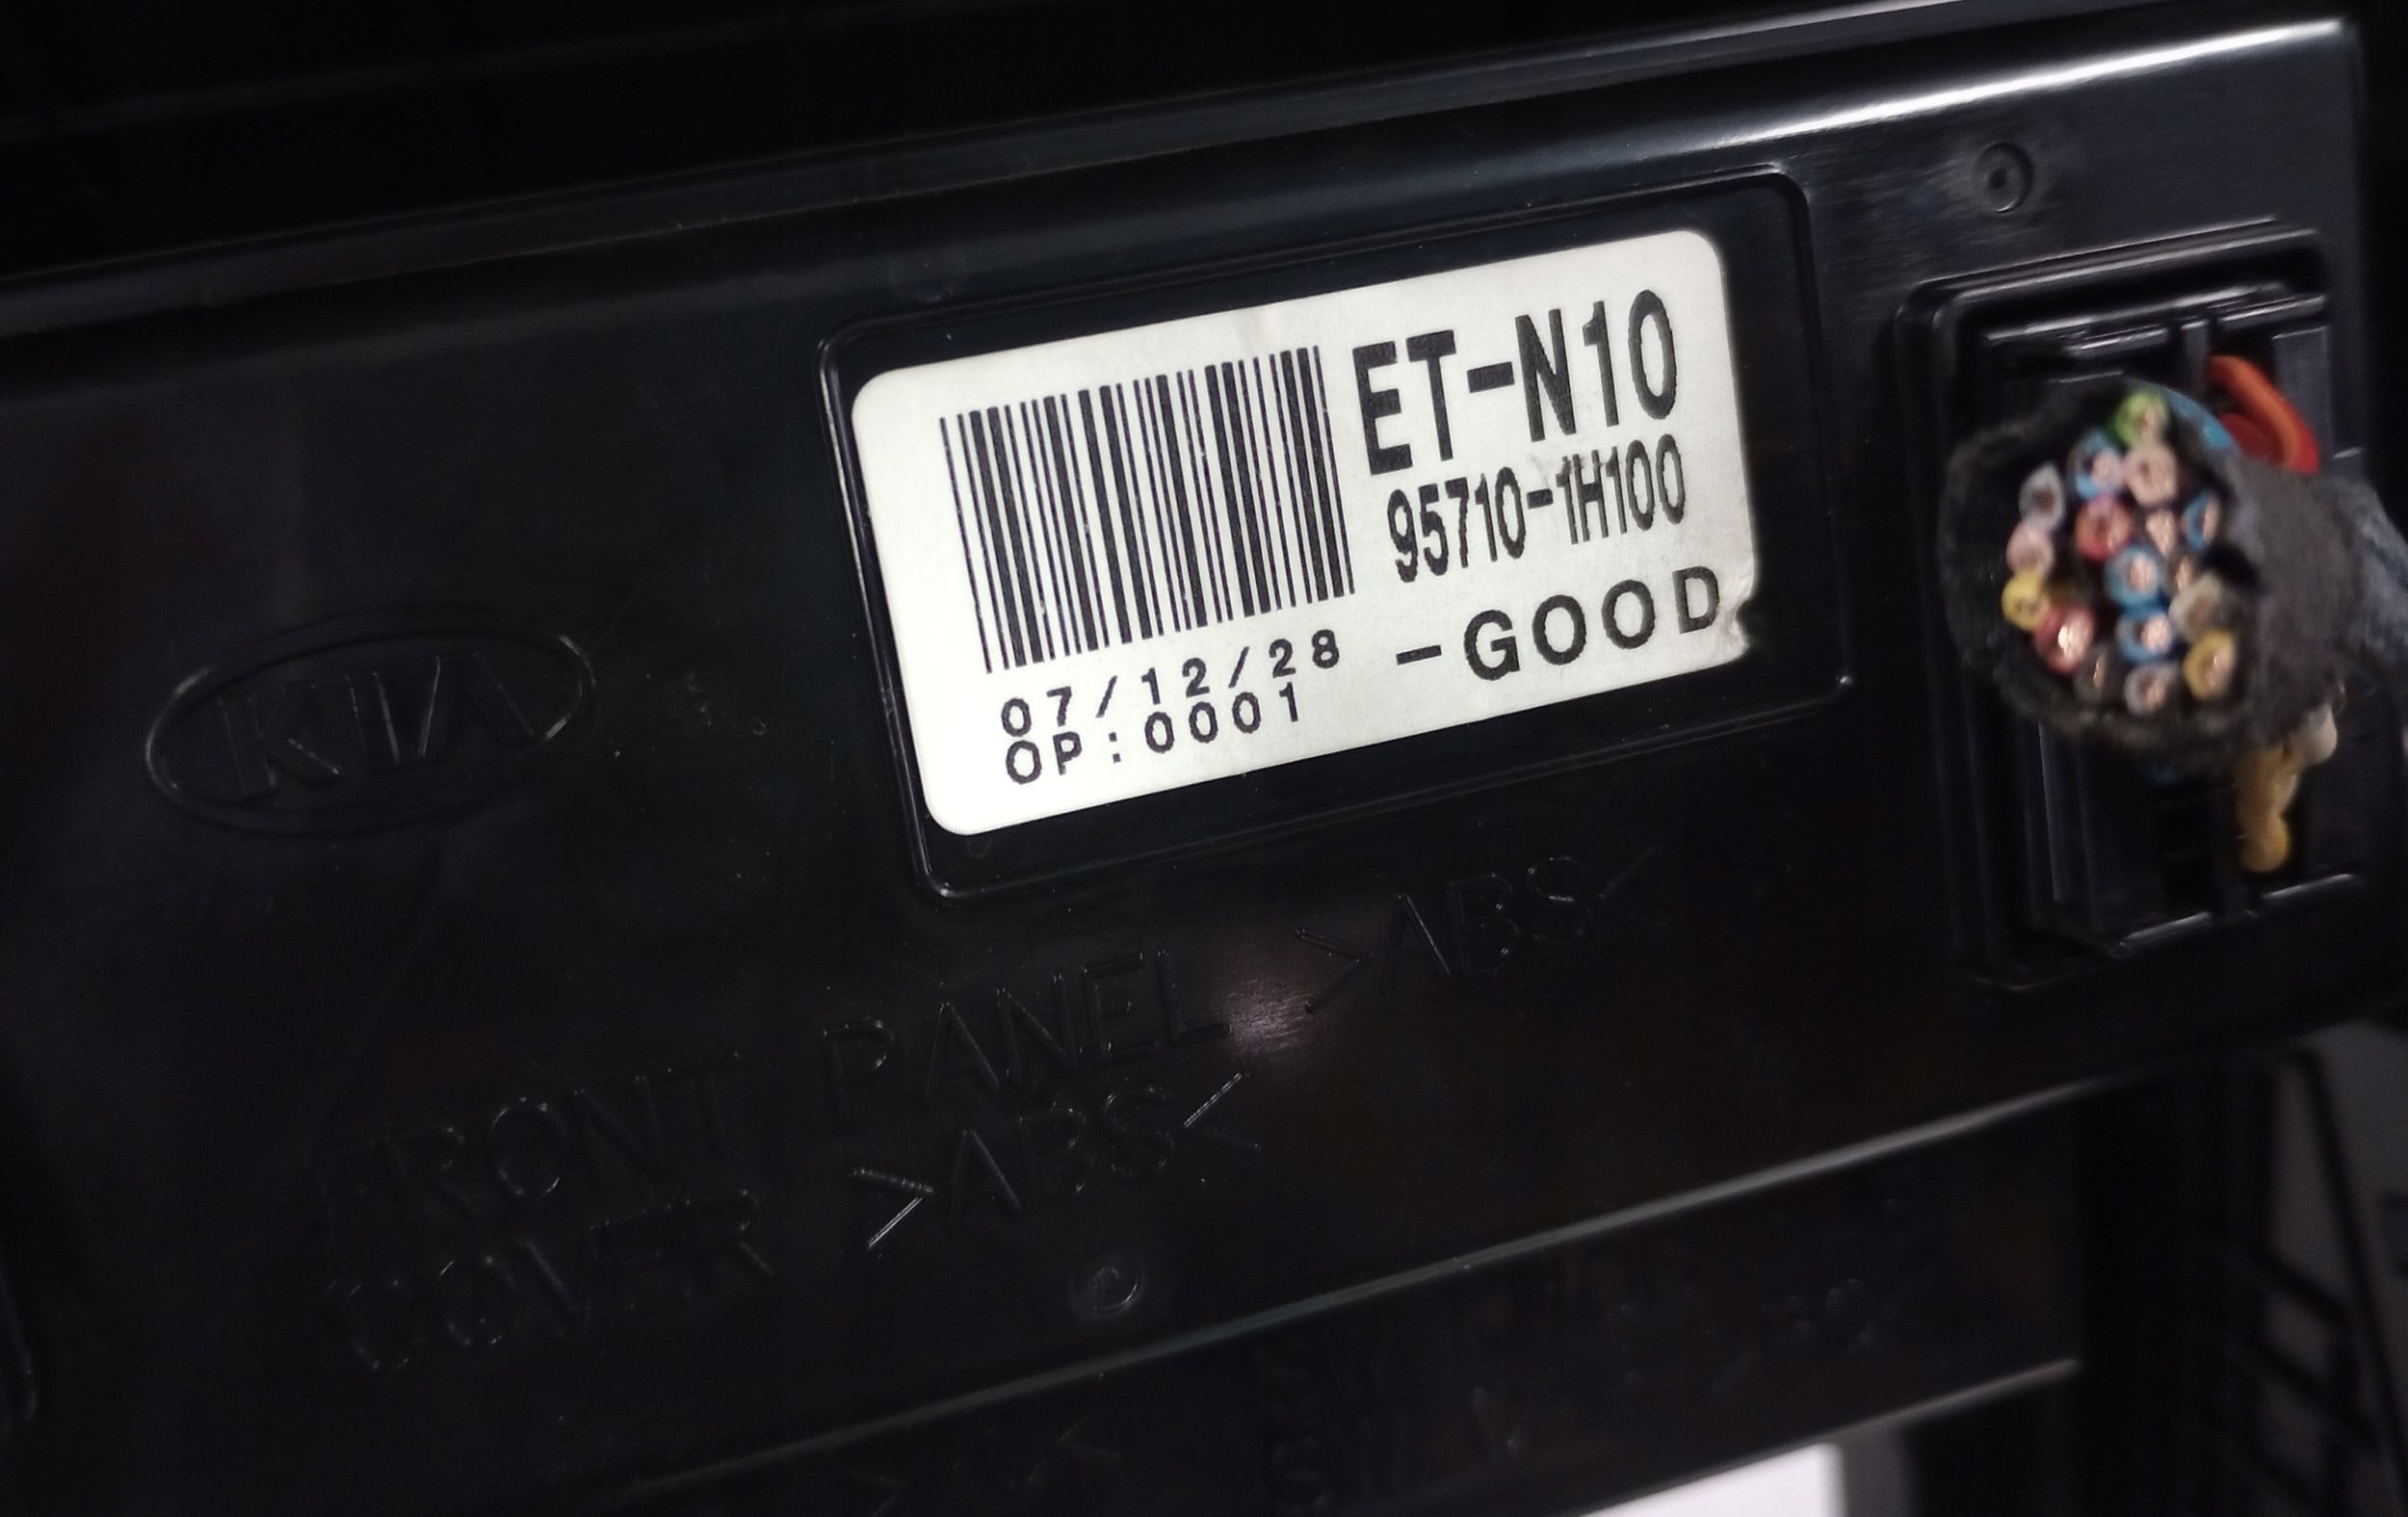 ET-N10
95710-1H100
-GOOD
07/12/28
OP:0001
KIA
FRONT PANEL >ABS<
COVER >ABS<